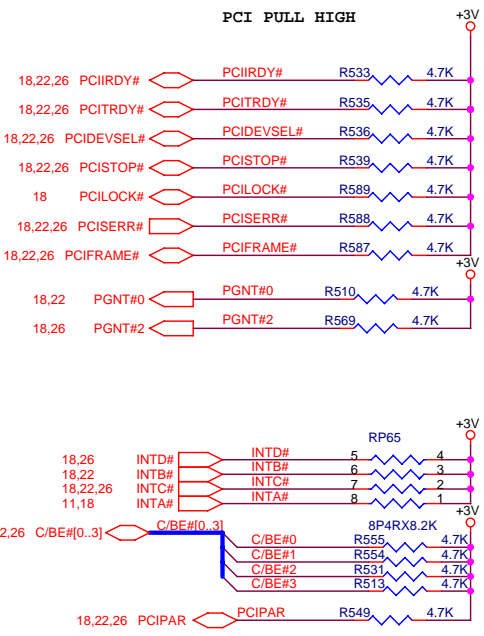 PCI PULL HIGH
+3V
18,22,26 PCIIRDY# PCIIRDY# R533 4.7K
18,22,26 PCITRDY# PCITRDY# R535 4.7K
18,22,26 PCIDEVSEL# PCIDEVSEL# R536 4.7K
18,22,26 PCISTOP# PCISTOP# R539 4.7K
18 PCILOCK# PCILOCK# R589 4.7K
18,22,26 PCISERR# PCISERR# R588 4.7K
18,22,26 PCIFRAME# PCIFRAME# R587 4.7K
+3V
18,22 PGNT#0 PGNT#0 R510 4.7K
18,26 PGNT#2 PGNT#2 R569 4.7K
+3V
RP65
18,26 INTD# INTD# 5 4
18,22 INTB# INTB# 6 3
18,22,26 INTC# INTC# 7 2
11,18 INTA# INTA# 8 1
+3V
2,26 C/BE#[0..3] C/BE#[0..3] 8P4RX8.2K
C/BE#0 R555 4.7K
C/BE#1 R554 4.7K
C/BE#2 R531 4.7K
C/BE#3 R513 4.7K
18,22,26 PCIPAR PCIPAR R549 4.7K